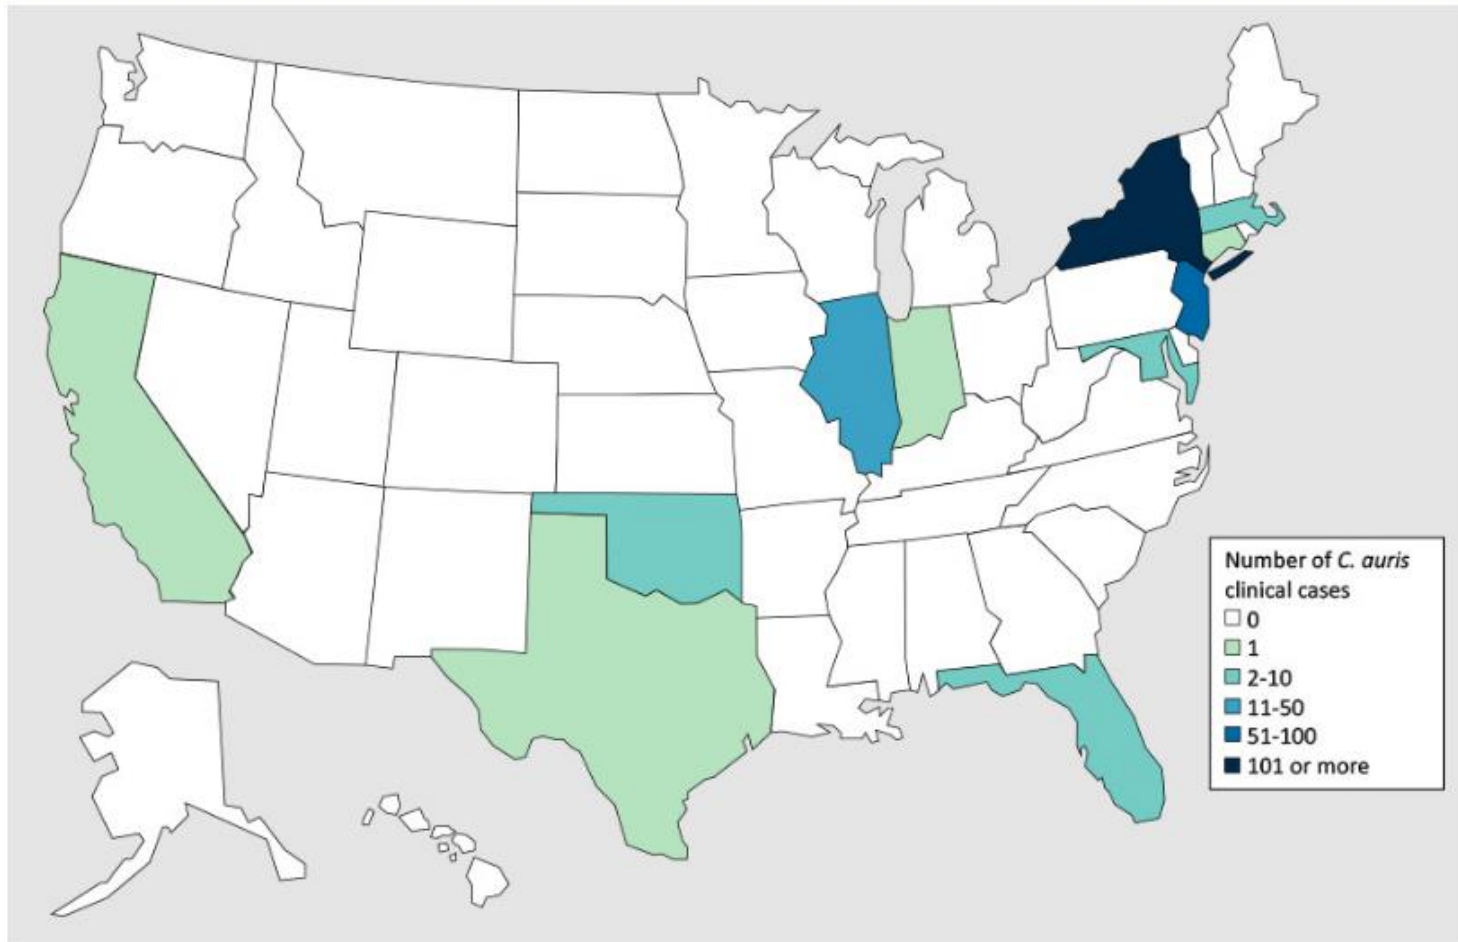 Number of C. auris
clinical cases
0
1
2-10
11-50
51-100
101 or more